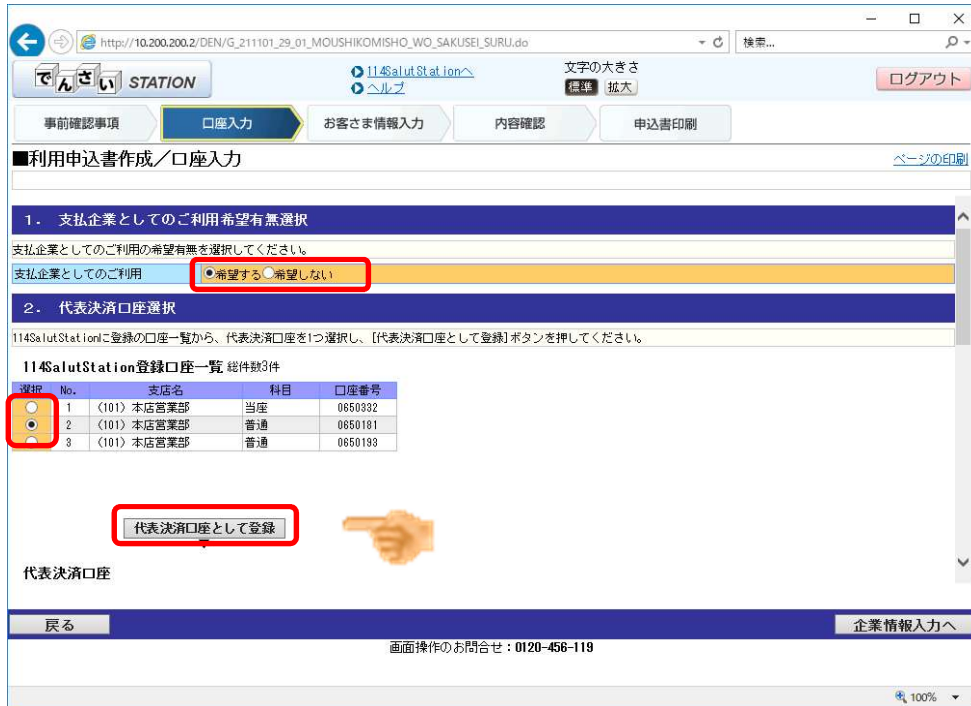 http://10.200.200.2/DEN/G_211101_29_01_MOUSHIKOMISHO_WO_SAKUSEI_SURU.do
検索...
でんさい STATION
114SalutStationへ
ヘルプ
文字の大きさ
標準 拡大
ログアウト
事前確認事項 口座入力 お客さま情報入力 内容確認 申込書印刷
■利用申込書作成／口座入力
ページの印刷
１． 支払企業としてのご利用希望有無選択
支払企業としてのご利用の希望有無を選択してください。
支払企業としてのご利用 希望する 希望しない
２． 代表決済口座選択
114SalutStationに登録の口座一覧から、代表決済口座を1つ選択し、[代表決済口座として登録]ボタンを押してください。
114SalutStation登録口座一覧 総件数3件
選択 No. 支店名 科目 口座番号
1 （101）本店営業部 当座 0650332
2 （101）本店営業部 普通 0650181
3 （101）本店営業部 普通 0650193
代表決済口座として登録
代表決済口座
戻る
企業情報入力へ
画面操作のお問合せ：0120-456-119
100%